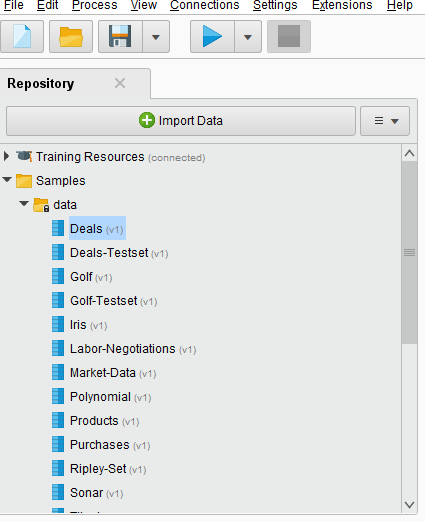 File Edit Process View Connections Settings Extensions Help
Repository
Import Data
Training Resources (connected)
Samples
data
Deals (v1)
Deals-Testset (v1)
Golf (v1)
Golf-Testset (v1)
Iris (v1)
Labor-Negotiations (v1)
Market-Data (v1)
Polynomial (v1)
Products (v1)
Purchases (v1)
Ripley-Set (v1)
Sonar (v1)